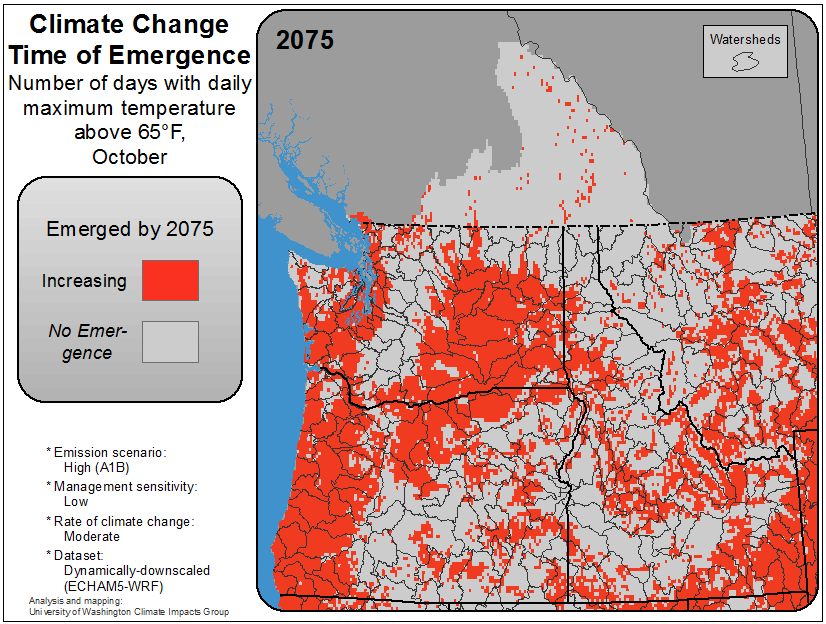 Climate Change
Time of Emergence
Number of days with daily
maximum temperature
above 65°F,
October
Emerged by 2075
Increasing
No Emer-
gence
* Emission scenario:
High (A1B)
* Management sensitivity:
Low
* Rate of climate change:
Moderate
* Dataset:
Dynamically-downscaled
(ECHAM5-WRF)
Analysis and mapping:
University of Washington Climate Impacts Group
2075
Watersheds